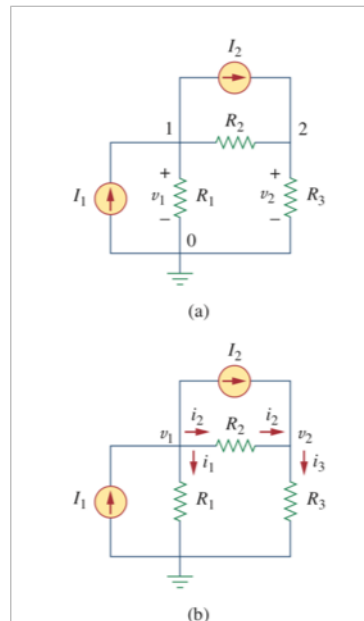 I2
1 R2 2
+ +
I1 v1 R1 v2 R3
– –
0
(a)
I2
i2 i2
v1 R2 v2
i1 i3
I1 R1 R3
(b)